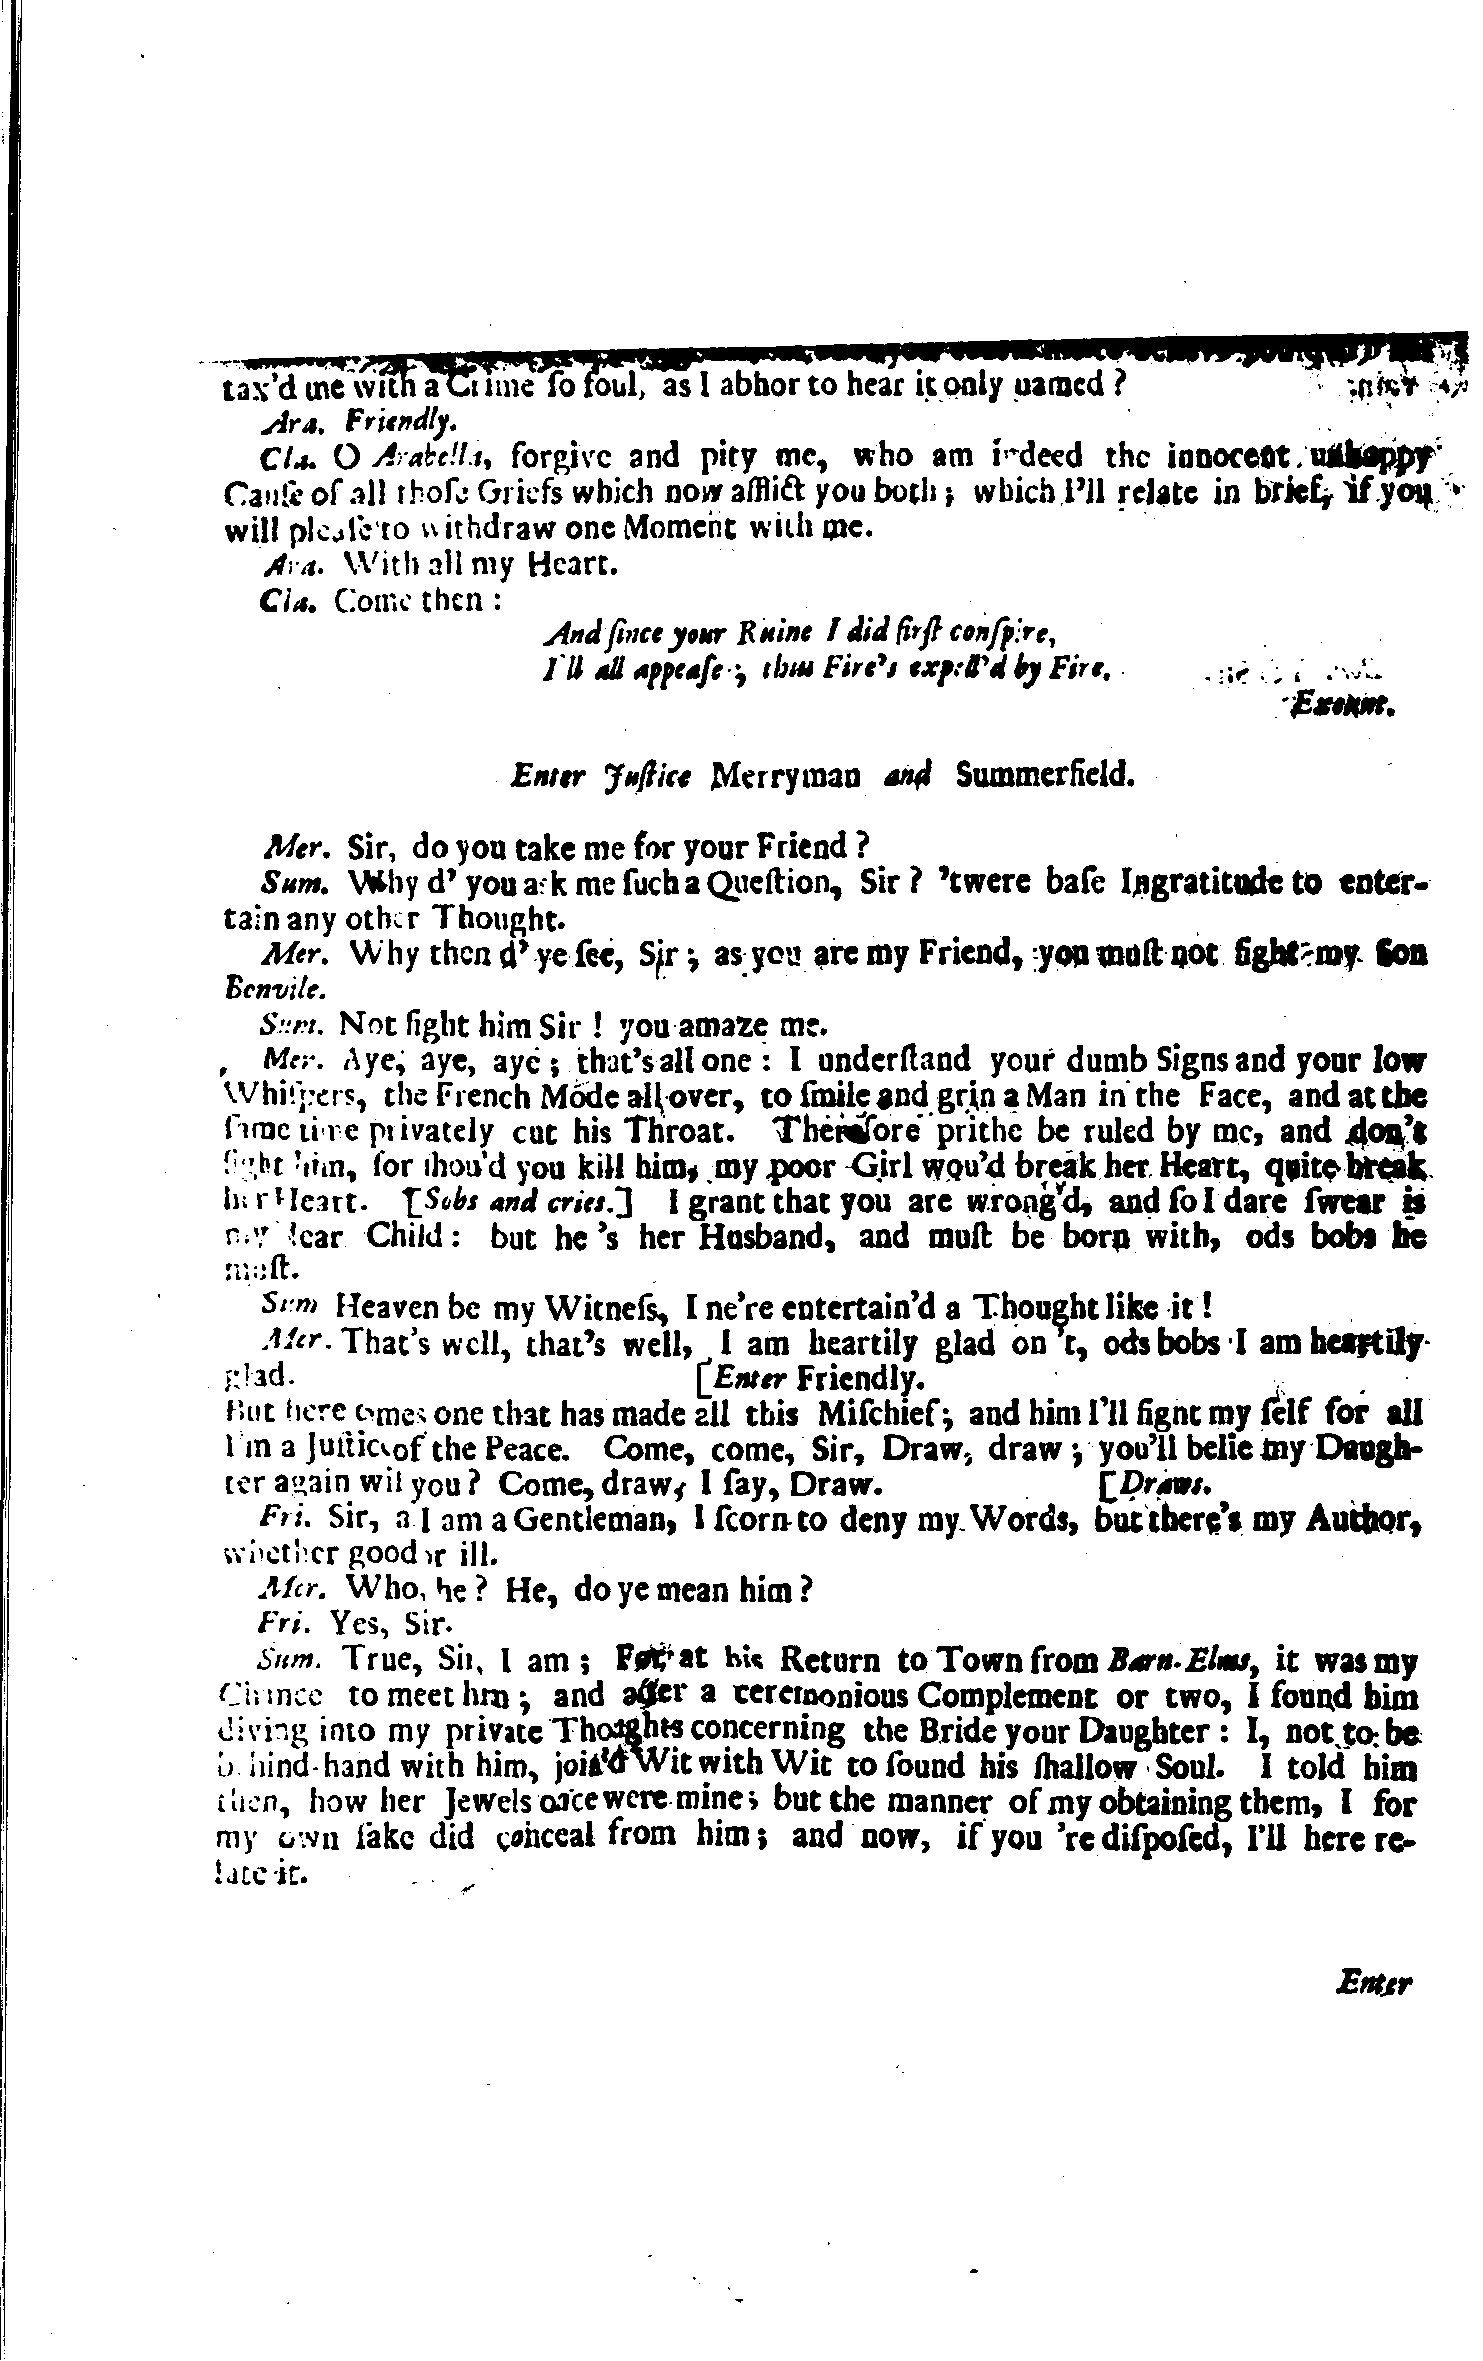 tax'd me with a Crime ſo foul, as I abhor to hear it only named ?
Ara. Friendly.
Cla. O Arabella, forgive and pity me, who am indeed the innocent unhappy
Cauſe of all thoſe Griefs which now afflict you both ; which I'll relate in brief, if you
will pleaſe to withdraw one Moment with me.
Ara. With all my Heart.
Cla. Come then :
And ſince your Ruine I did firſt conſpire,
I'll all appeaſe ; thus Fire's expell'd by Fire.
Exeunt.
Enter Juſtice Merryman and Summerfield.
Mer. Sir, do you take me for your Friend ?
Sum. Why d' you ask me ſuch a Queſtion, Sir ? 'twere baſe Ingratitude to enter-
tain any other Thought.
Mer. Why then d' ye ſee, Sir ; as you are my Friend, you muſt not fight my Son
Benvile.
Sum. Not fight him Sir ! you amaze me.
Mer. Aye, aye, aye ; that's all one : I underſtand your dumb Signs and your low
Whiſpers, the French Mode all over, to ſmile and grin a Man in the Face, and at the
ſame time privately cut his Throat. Therefore prithe be ruled by me, and don't
fight him, for ſhou'd you kill him, my poor Girl wou'd break her Heart, quite break
her Heart. [Sobs and cries.] I grant that you are wrong'd, and ſo I dare ſwear is
my dear Child : but he 's her Husband, and muſt be born with, ods bobs he
muſt.
Sum Heaven be my Witneſs, I ne're entertain'd a Thought like it !
Mer. That's well, that's well, I am heartily glad on 't, ods bobs I am heartily
glad. [Enter Friendly.
But here comes one that has made all this Miſchief ; and him I'll fight my ſelf for all
I'm a Juſtice of the Peace. Come, come, Sir, Draw, draw ; you'll belie my Daugh-
ter again wil you ? Come, draw, I ſay, Draw. [Draws.
Fri. Sir, as I am a Gentleman, I ſcorn to deny my Words, but there's my Author,
whether good or ill.
Mer. Who, he ? He, do ye mean him ?
Fri. Yes, Sir.
Sum. True, Sir, I am ; For at his Return to Town from Barn-Elms, it was my
Chance to meet him ; and after a ceremonious Complement or two, I found him
diving into my private Thoughts concerning the Bride your Daughter : I, not to be
behind-hand with him, join'd Wit with Wit to ſound his ſhallow Soul. I told him
then, how her Jewels once were mine ; but the manner of my obtaining them, I for
my own ſake did conceal from him ; and now, if you 're diſpoſed, I'll here re-
late it.
Enter